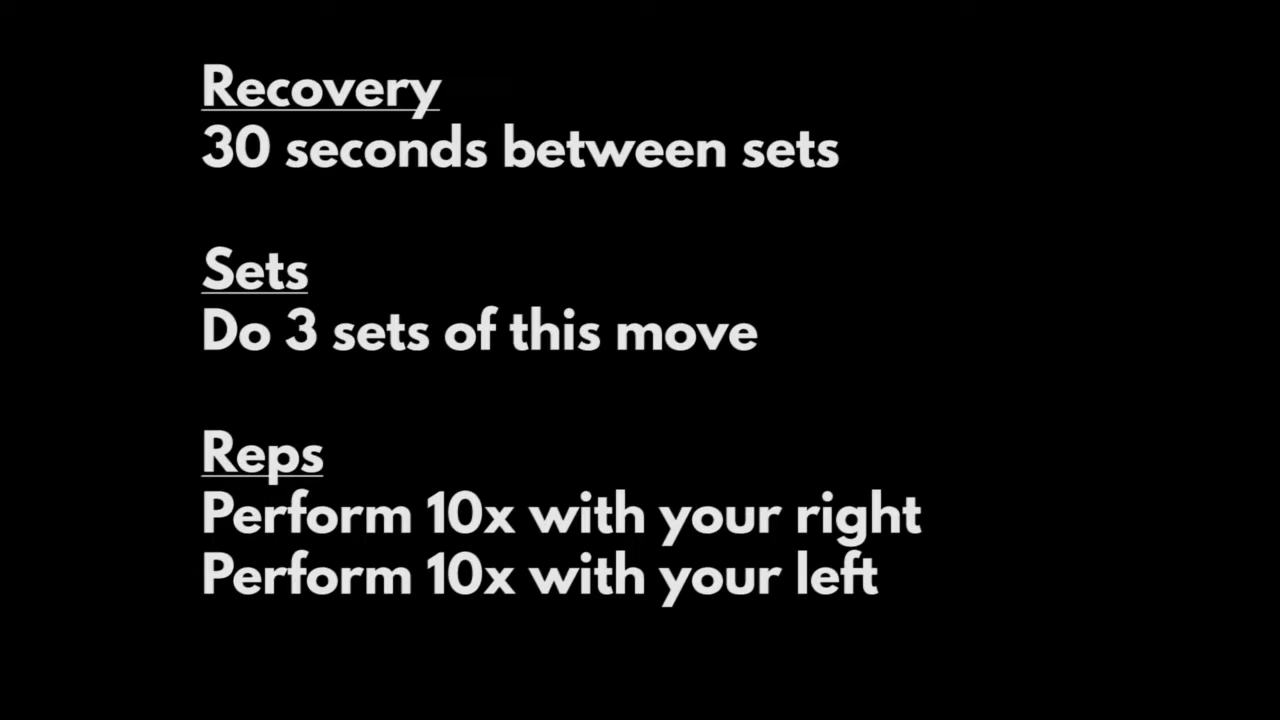 Recovery
30 seconds between sets
Sets
Do 3 sets of this move
Reps
Perform 10x with your right
Perform 10x with your left